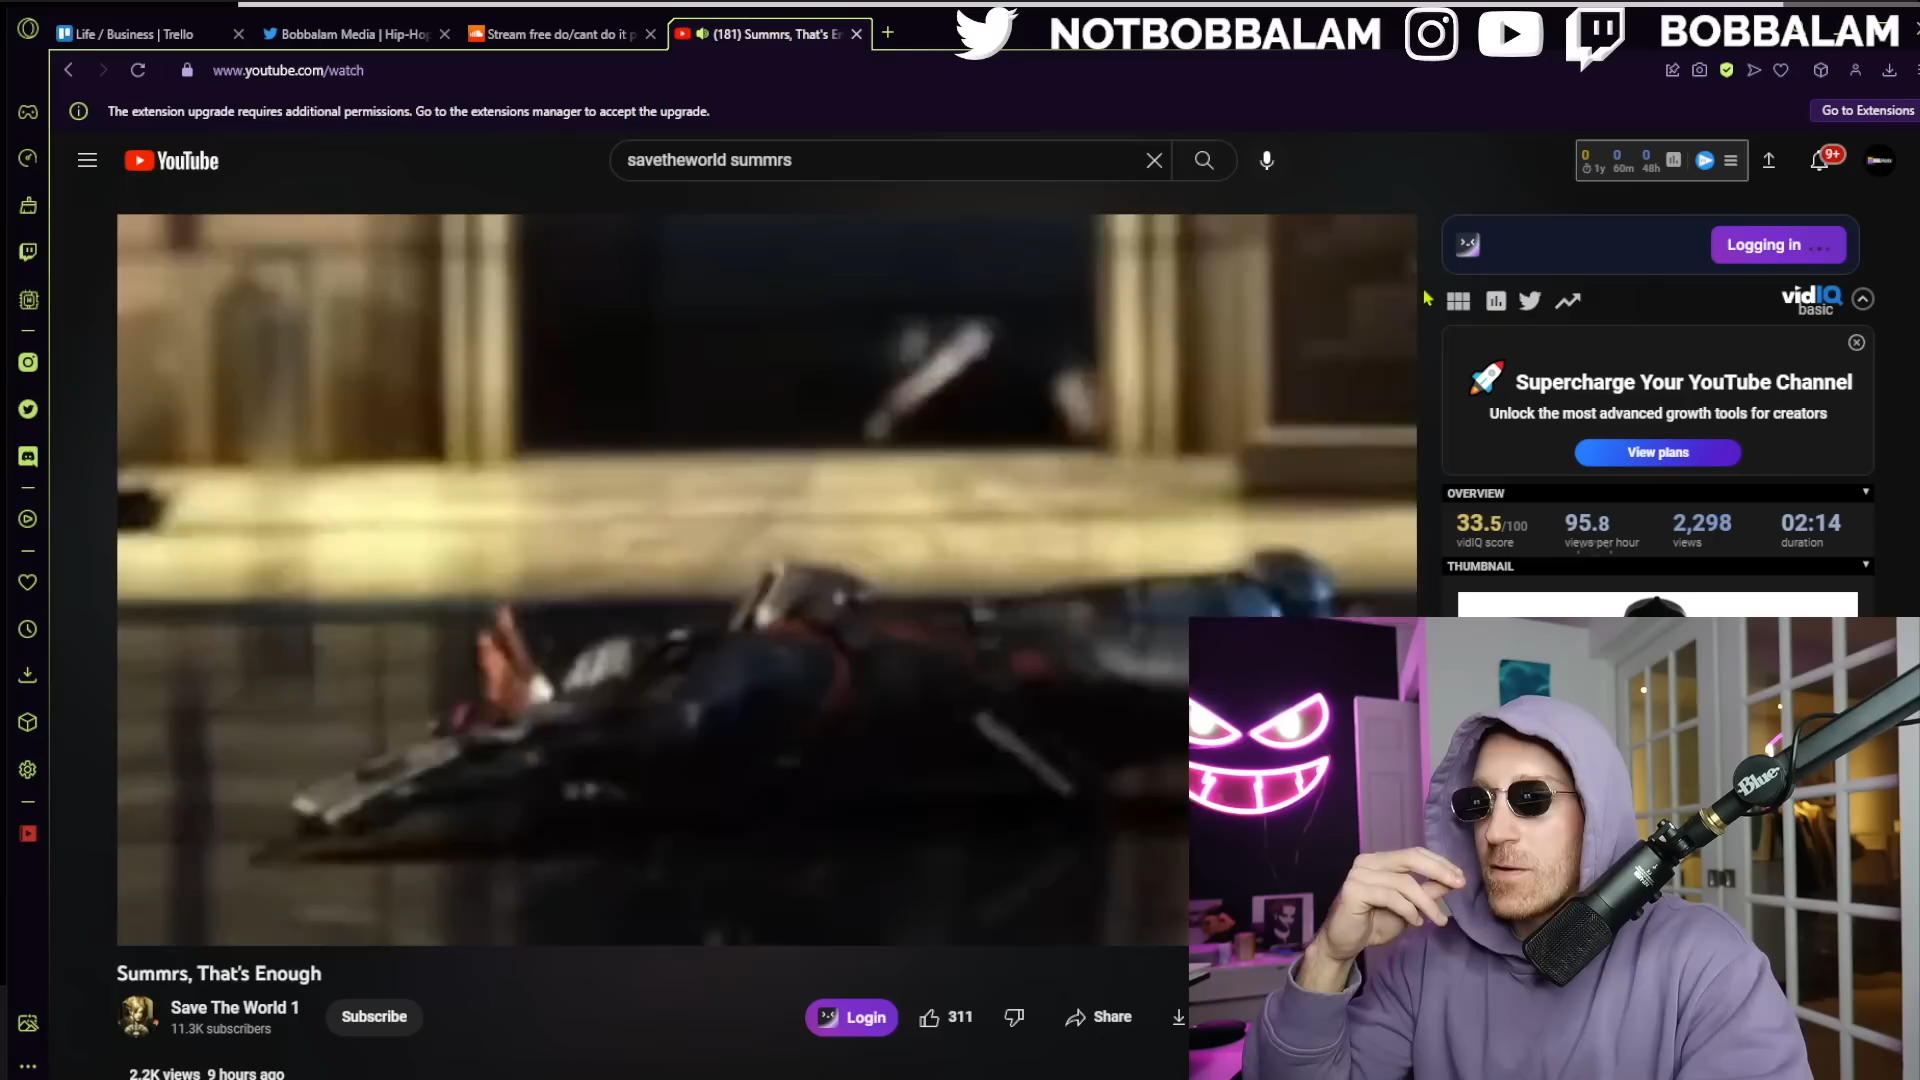 Life / Business | Trello
Bobbalam Media | Hip-Hop
Stream free do/cant do it p
(181) Summrs, That's En
NOTBOBBALAM
BOBBALAM
www.youtube.com/watch
The extension upgrade requires additional permissions. Go to the extensions manager to accept the upgrade.
Go to Extensions
YouTube
savetheworld summrs
0 0 0
1y 60m 48h
9+
Logging in ...
vidIQ
basic
Supercharge Your YouTube Channel
Unlock the most advanced growth tools for creators
View plans
OVERVIEW
33.5/100 95.8 2,298 02:14
vidIQ score views per hour views duration
THUMBNAIL
Blue
Summrs, That's Enough
Save The World 1
11.3K subscribers
Subscribe
Login
311
Share
2.2K views 9 hours ago